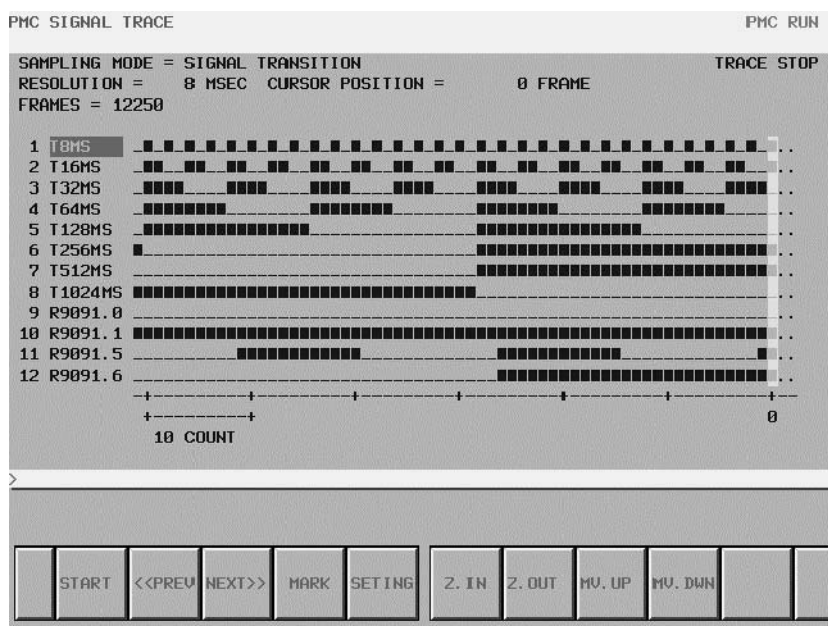 PMC SIGNAL TRACE PMC RUN
SAMPLING MODE = SIGNAL TRANSITION TRACE STOP
RESOLUTION = 8 MSEC CURSOR POSITION = 0 FRAME
FRAMES = 12250
1 T8MS
2 T16MS
3 T32MS
4 T64MS
5 T128MS
6 T256MS
7 T512MS
8 T1024MS
9 R9091.0
10 R9091.1
11 R9091.5
12 R9091.6
0
10 COUNT
>
START <<PREV NEXT>> MARK SETING Z.IN Z.OUT MV.UP MV.DWN